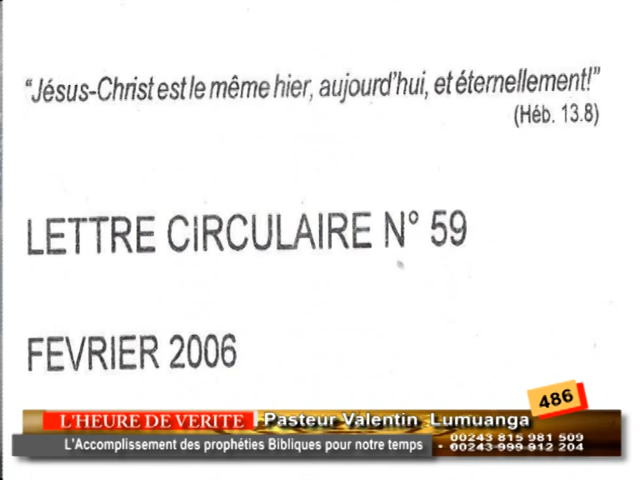 “Jésus-Christ est le même hier, aujourd'hui, et éternellement!”
(Héb. 13.8)
LETTRE CIRCULAIRE N° 59
FEVRIER 2006
486
L'HEURE DE VERITE Pasteur Valentin Lumuanga
L'Accomplissement des prophéties Bibliques pour notre temps
00243 815 981 509
• 00243 999 912 204